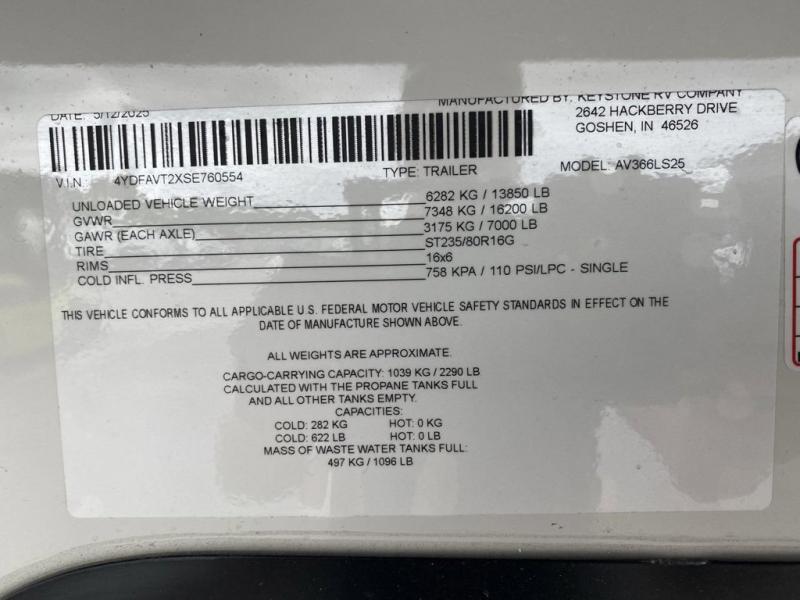 DATE: 5/12/2025
MANUFACTURED BY: KEYSTONE RV COMPANY
2642 HACKBERRY DRIVE
GOSHEN, IN 46526
V.I.N 4YDFAVT2XSE760554 TYPE: TRAILER MODEL: AV366LS25
UNLOADED VEHICLE WEIGHT 6282 KG / 13850 LB
GVWR 7348 KG / 16200 LB
GAWR (EACH AXLE) 3175 KG / 7000 LB
TIRE ST235/80R16G
RIMS 16x6
COLD INFL. PRESS 758 KPA / 110 PSI/LPC - SINGLE
THIS VEHICLE CONFORMS TO ALL APPLICABLE U.S. FEDERAL MOTOR VEHICLE SAFETY STANDARDS IN EFFECT ON THE
DATE OF MANUFACTURE SHOWN ABOVE.
ALL WEIGHTS ARE APPROXIMATE.
CARGO-CARRYING CAPACITY: 1039 KG / 2290 LB
CALCULATED WITH THE PROPANE TANKS FULL
AND ALL OTHER TANKS EMPTY.
CAPACITIES:
COLD: 282 KG HOT: 0 KG
COLD: 622 LB HOT: 0 LB
MASS OF WASTE WATER TANKS FULL:
497 KG / 1096 LB